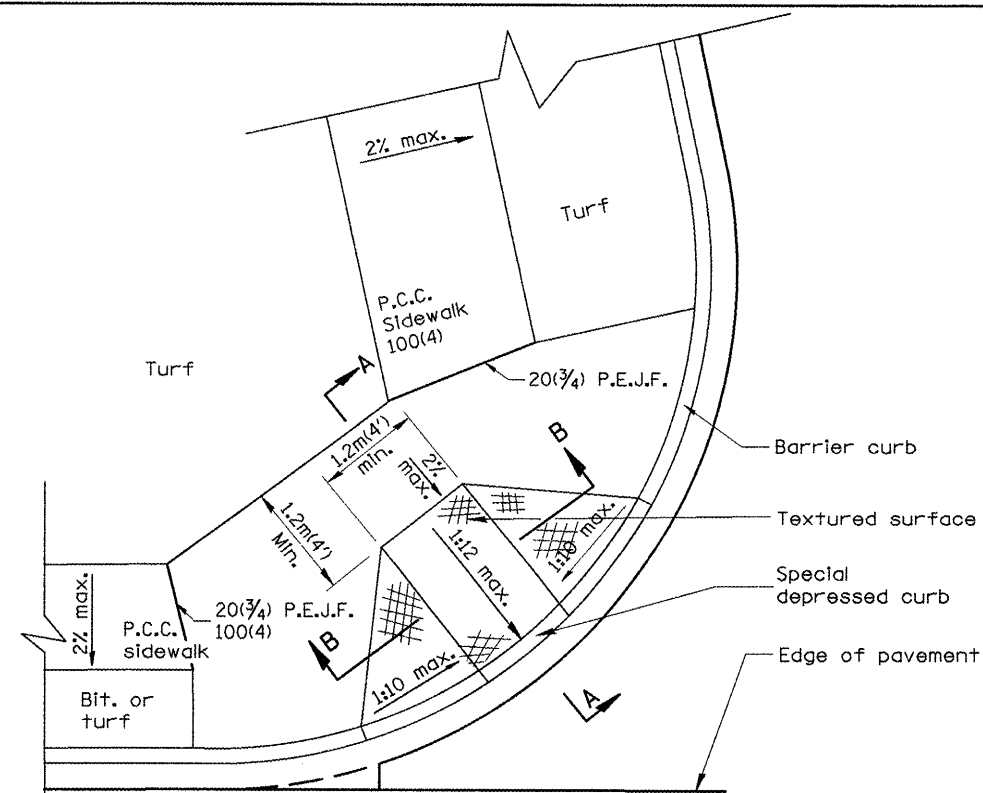 2% max.
Turf
P.C.C.
Sidewalk
100(4)
Turf
A
20(3/4) P.E.J.F.
1.2m(4')
min.
2%
max.
B
Barrier curb
1.2m(4')
Min.
Textured surface
1:10 max.
1:12 max.
Special
depressed curb
2% max.
P.C.C.
sidewalk
20(3/4) P.E.J.F.
100(4)
B
1:10 max.
Edge of pavement
Bit. or
turf
A